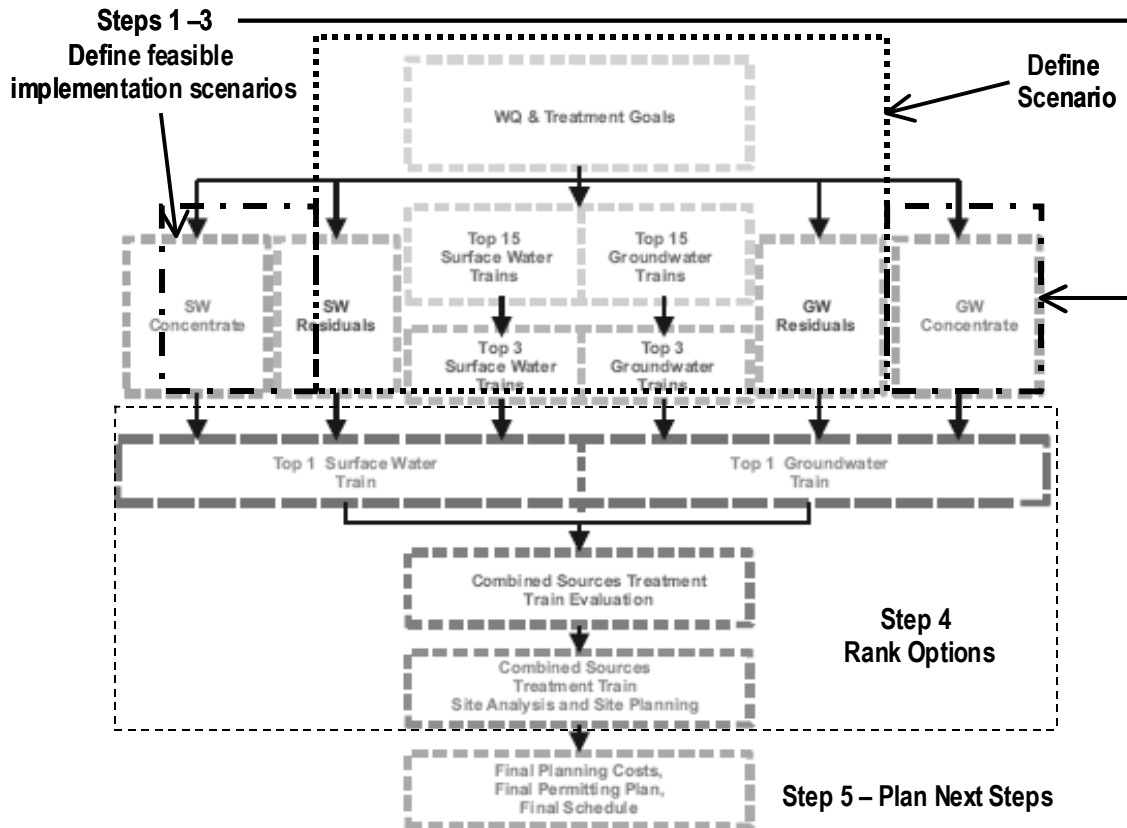 Steps 1 –3
Define feasible
implementation scenarios
Define
Scenario
WQ & Treatment Goals
SW
Concentrate
SW
Residuals
Top 15
Surface Water
Trains
Top 15
Groundwater
Trains
GW
Residuals
GW
Concentrate
Top 3
Surface Water
Trains
Top 3
Groundwater
Trains
Top 1 Surface Water
Train
Top 1 Groundwater
Train
Combined Sources Treatment
Train Evaluation
Step 4
Rank Options
Combined Sources
Treatment Train
Site Analysis and Site Planning
Final Planning Costs,
Final Permitting Plan,
Final Schedule
Step 5 – Plan Next Steps